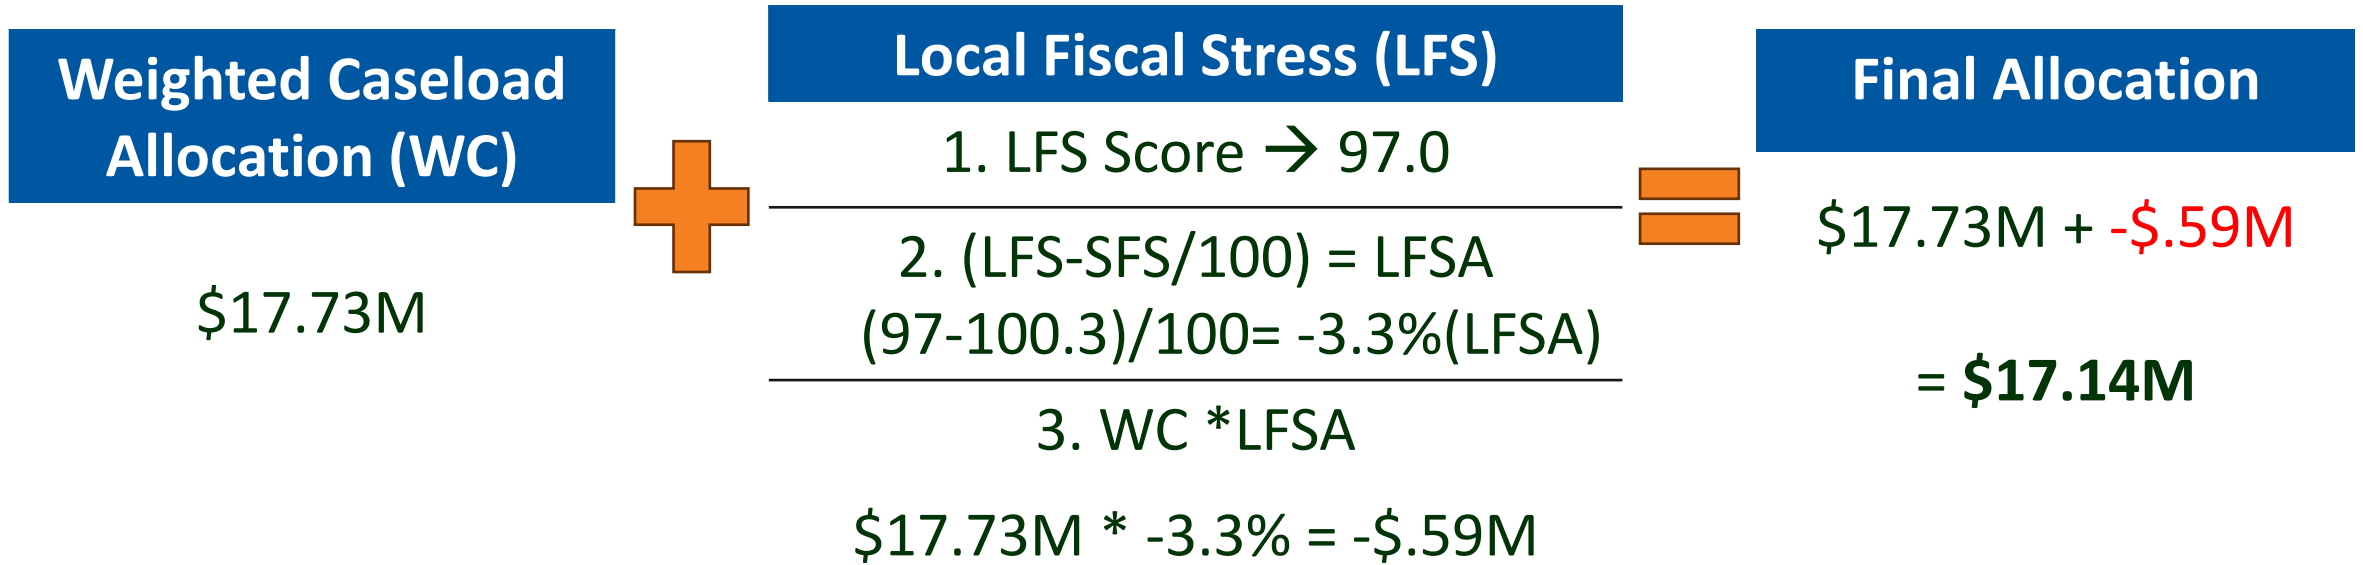 Weighted Caseload
Allocation (WC)
$17.73M
Local Fiscal Stress (LFS)
1. LFS Score → 97.0
2. (LFS-SFS/100) = LFSA
(97-100.3)/100= -3.3%(LFSA)
3. WC *LFSA
$17.73M * -3.3% = -$.59M
Final Allocation
$17.73M + -$.59M
= $17.14M